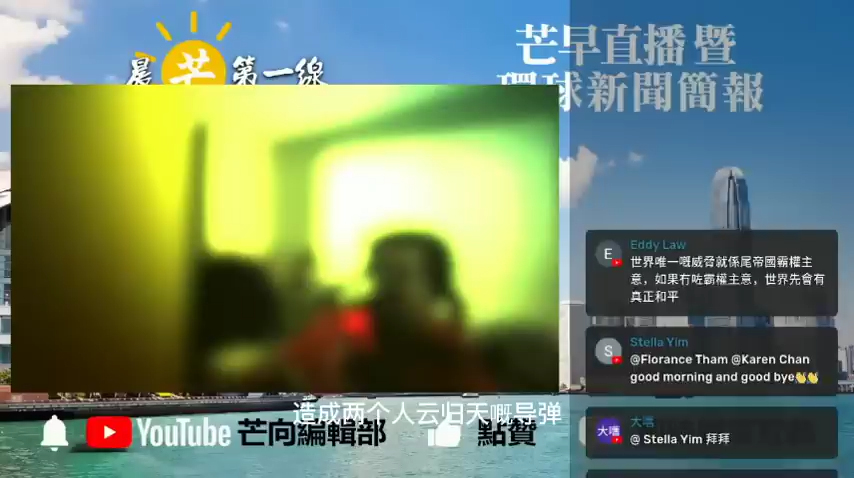 晨芒第一線
芒早直播暨
環球新聞簡報
Eddy Law
E
世界唯一嘅威脅就係尾帝國霸權主
意，如果冇咗霸權主意，世界先會有
真正和平
Stella Yim
S
@Florance Tham @Karen Chan
good morning and good bye👋👋
大嘴
@ Stella Yim 拜拜
造成两个人云归天嘅导弹
YouTube 芒向編輯部 點贊